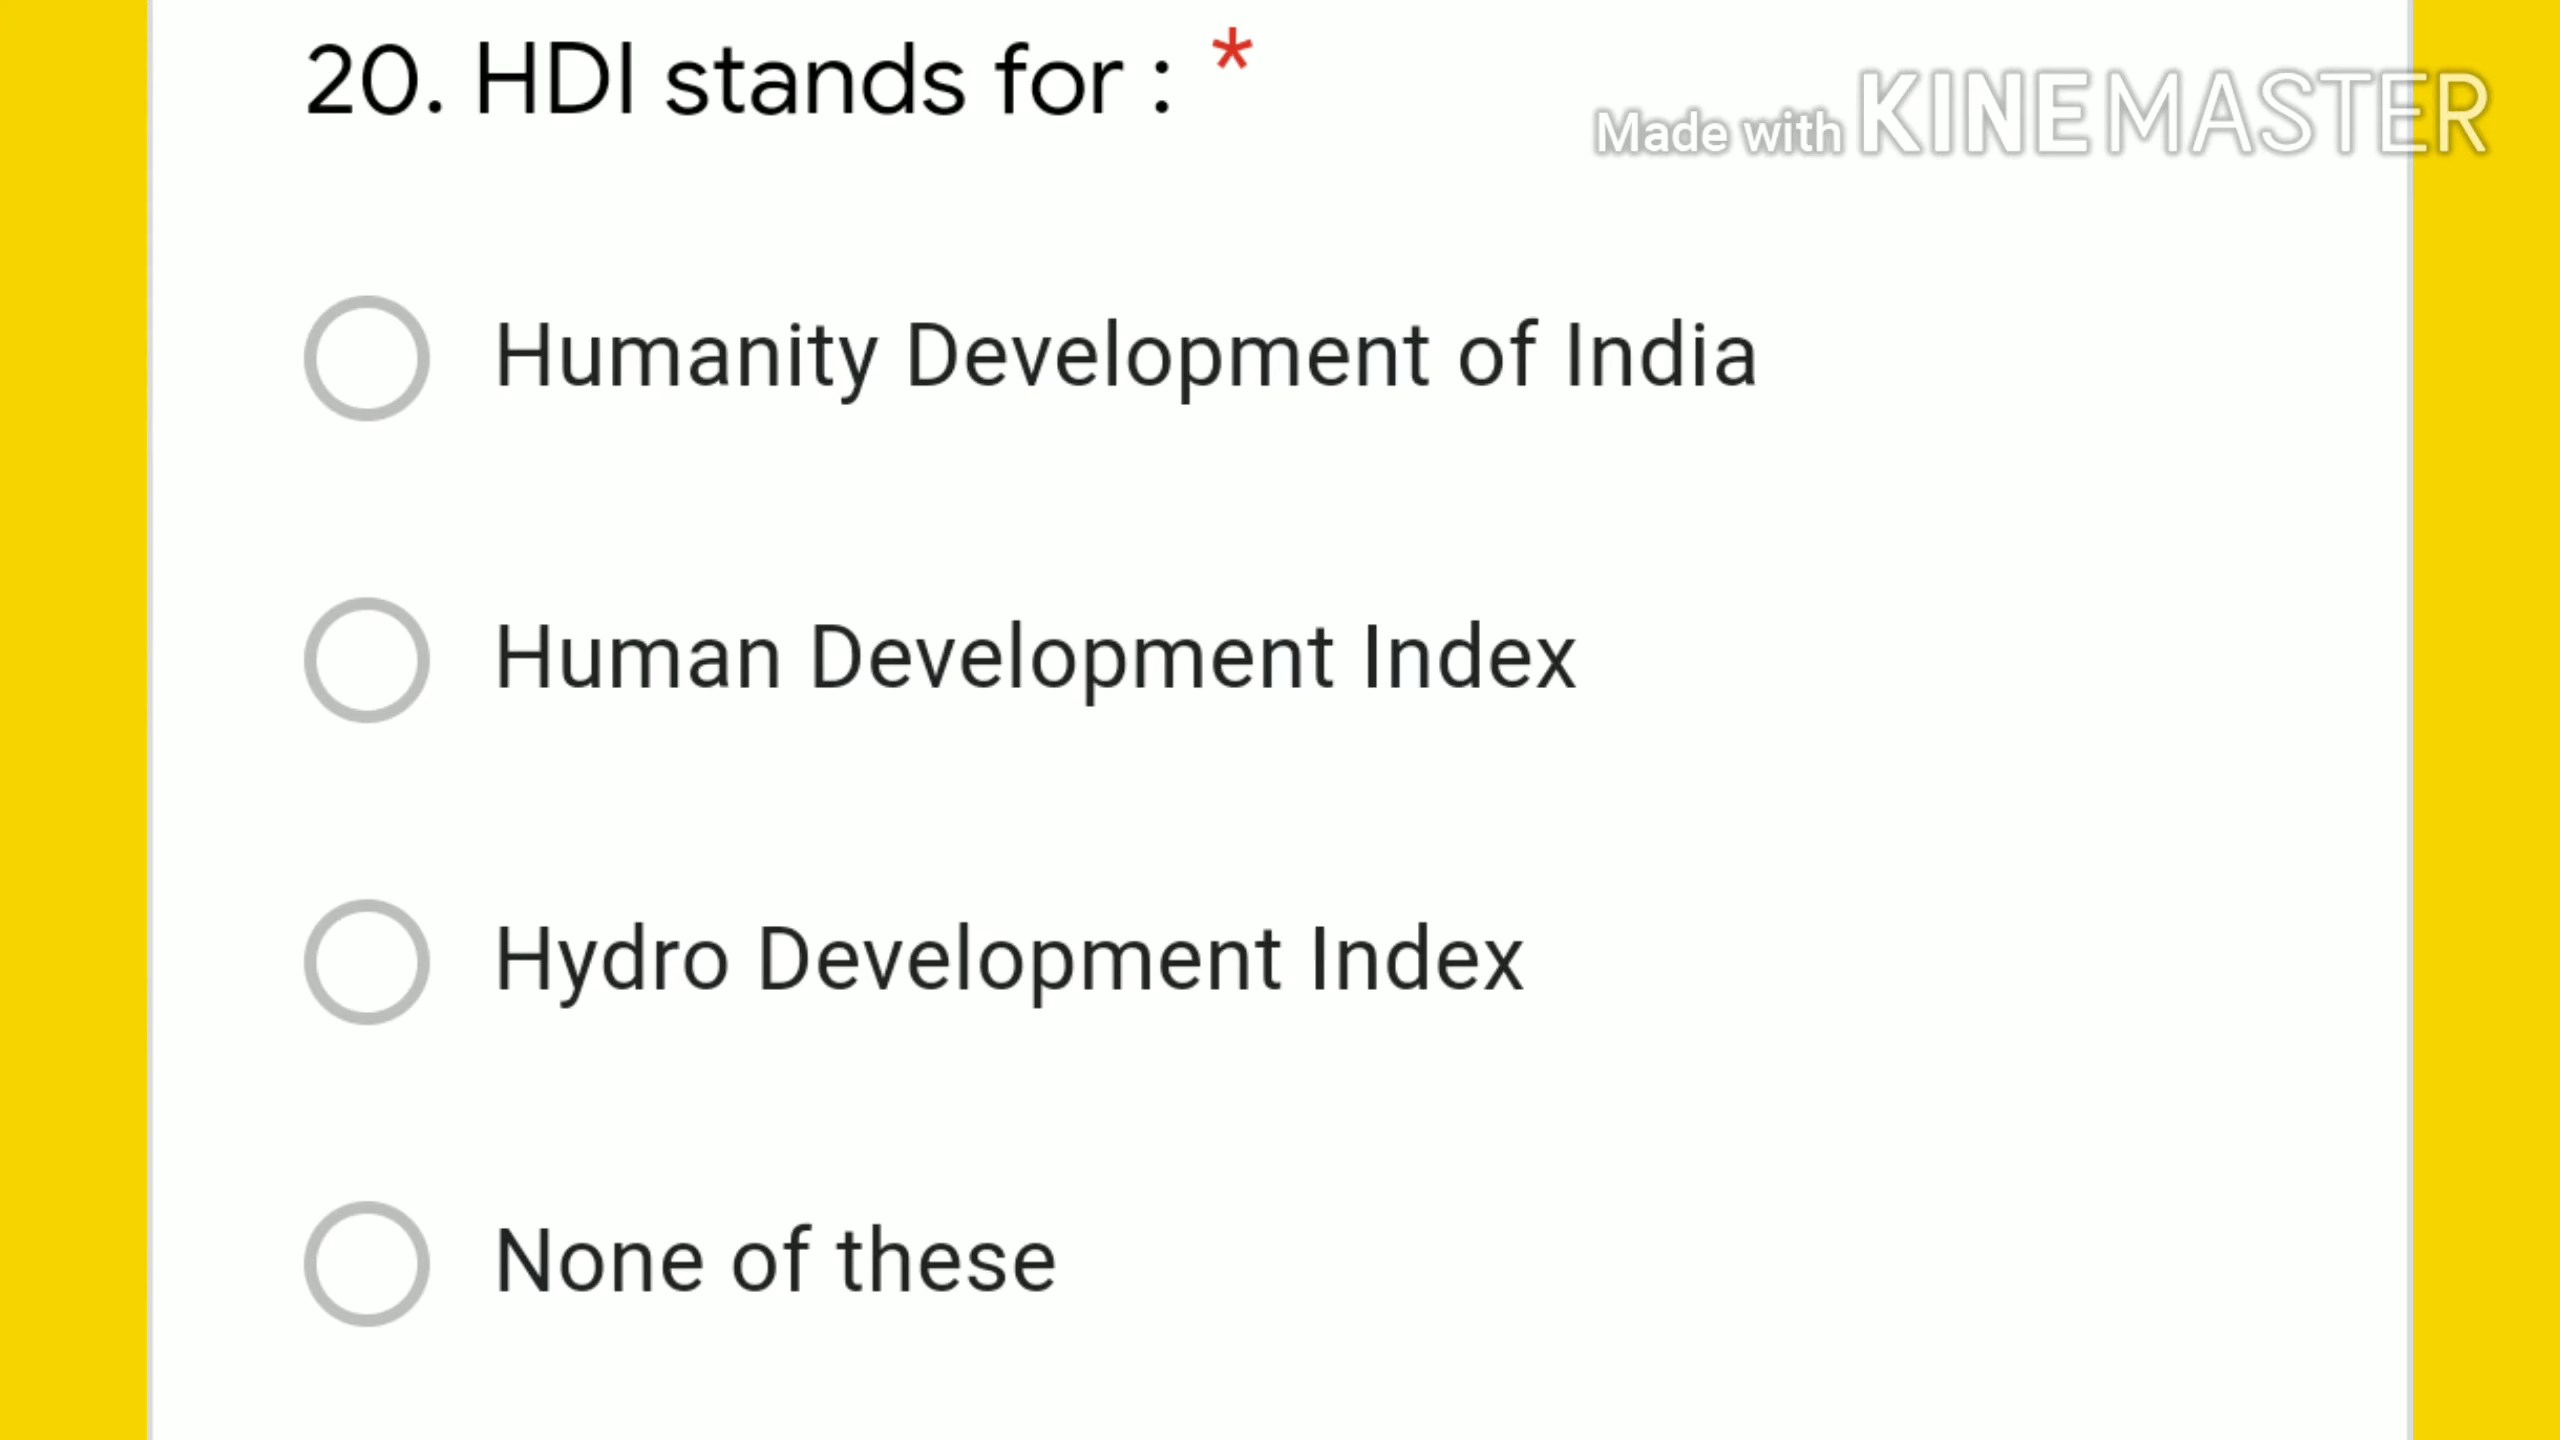 20. HDI stands for : *
Made with KINEMASTER
Humanity Development of India
Human Development Index
Hydro Development Index
None of these